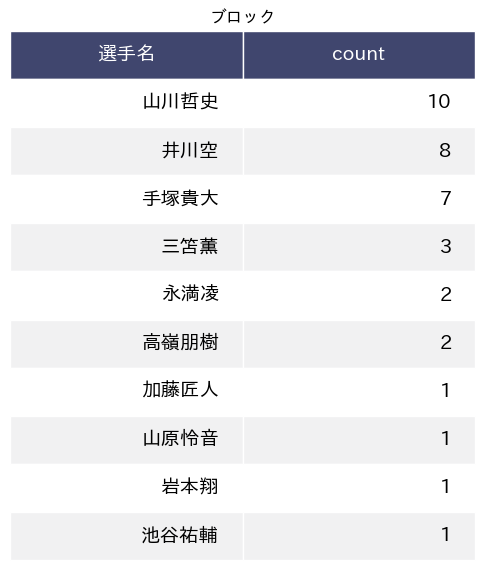 ブロック
選手名 count
山川哲史 10
井川空 8
手塚貴大 7
三笘薫 3
永満凌 2
高嶺朋樹 2
加藤匠人 1
山原怜音 1
岩本翔 1
池谷祐輔 1